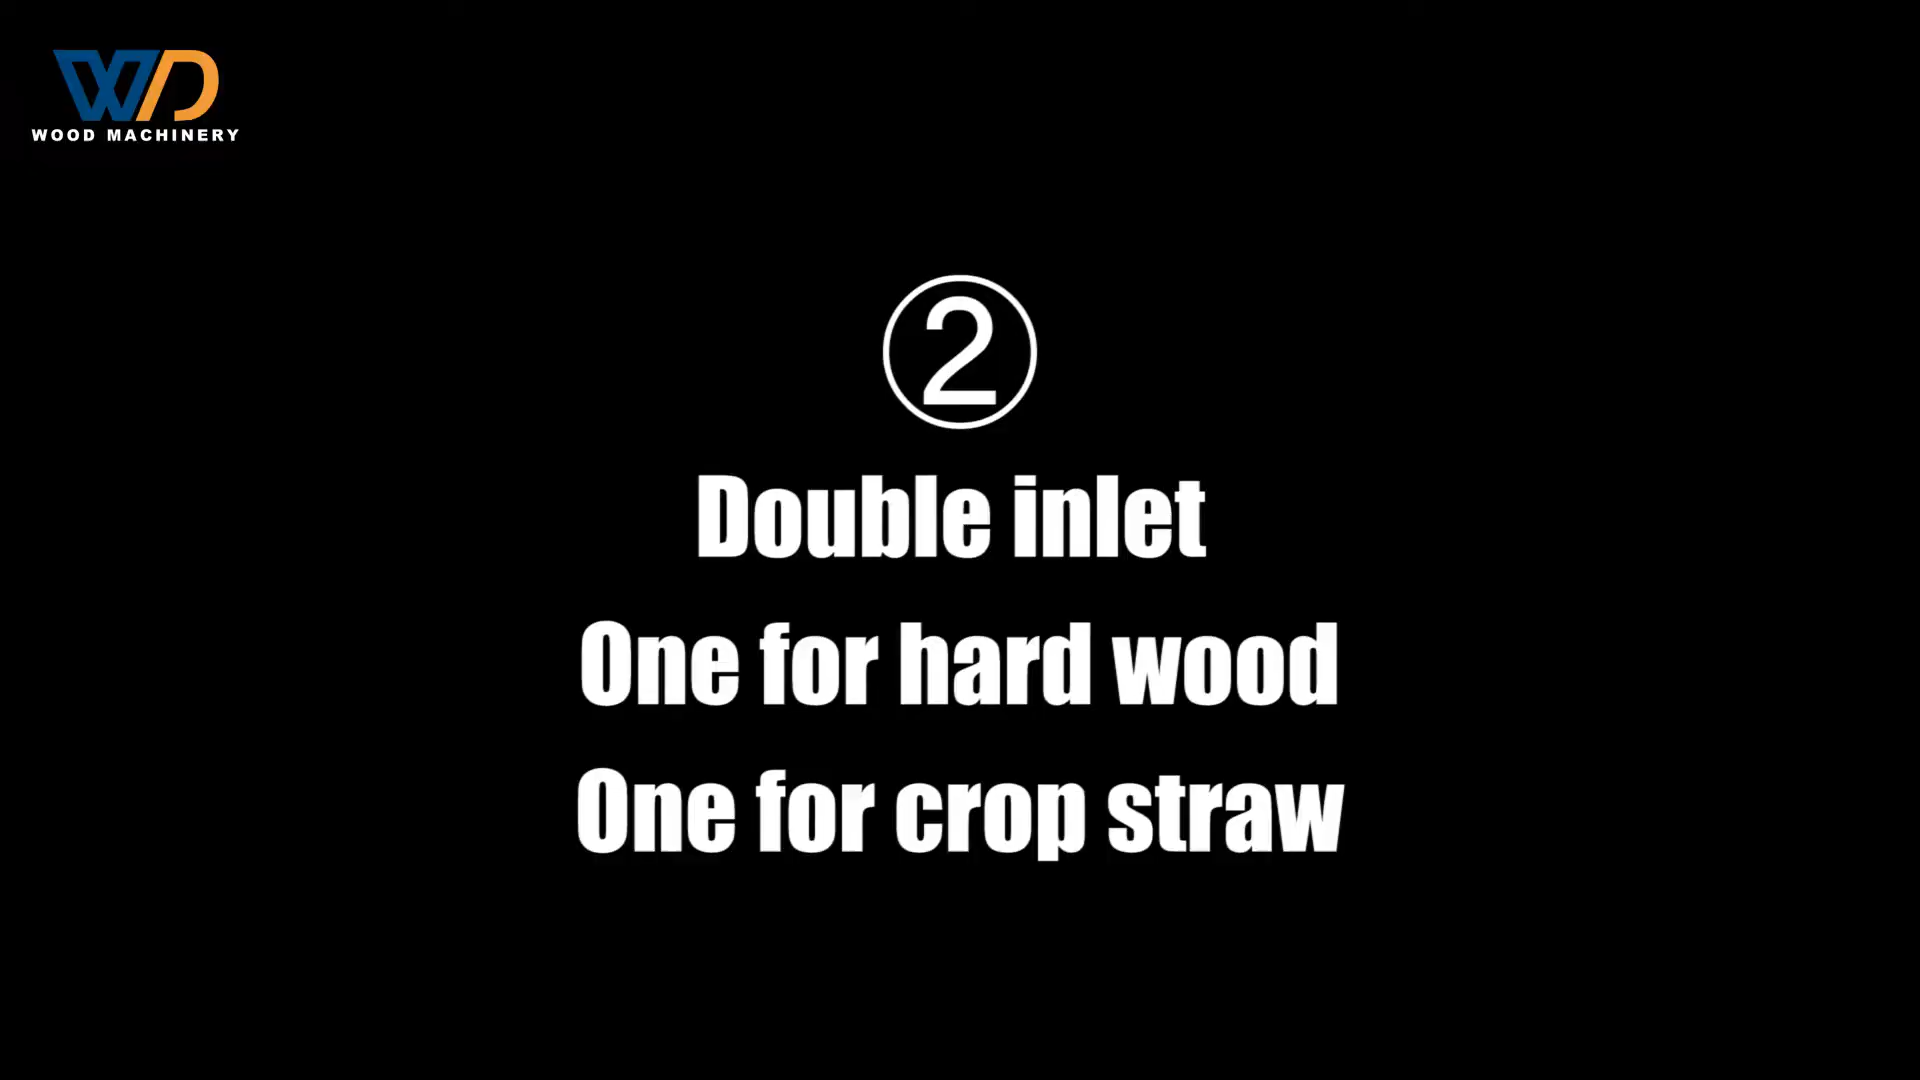 WD
WOOD MACHINERY
②
Double inlet
One for hard wood
One for crop straw